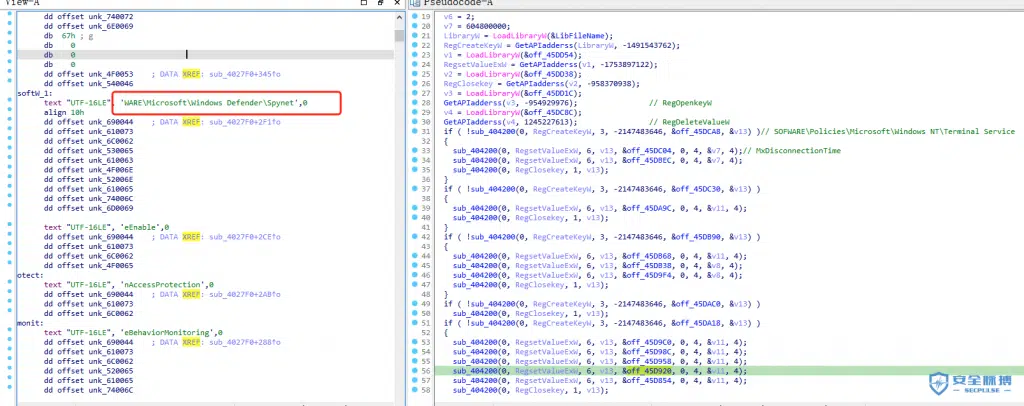 View-A
Pseudocode-A
dd offset unk_740072
dd offset unk_6E0069
db 67h ; g
db 0
db 0
dd offset unk_4F0053 ; DATA XREF: sub_4027F0+345fo
dd offset unk_540046
softW_1:
text "UTF-16LE", 'WARE\Microsoft\Windows Defender\Spynet',0
align 10h
dd offset unk_690044 ; DATA XREF: sub_4027F0+2F1fo
dd offset unk_610073
dd offset unk_6C0062
dd offset unk_530065
dd offset unk_610063
dd offset unk_4F006E
dd offset unk_52006E
dd offset unk_610065
dd offset unk_74006C
dd offset unk_6D0069
text "UTF-16LE", 'eEnable',0
dd offset unk_690044 ; DATA XREF: sub_4027F0+2CEfo
dd offset unk_610073
dd offset unk_6C0062
dd offset unk_4F0065
otect:
text "UTF-16LE", 'nAccessProtection',0
dd offset unk_690044 ; DATA XREF: sub_4027F0+2ABfo
dd offset unk_610073
dd offset unk_6C0062
monit:
text "UTF-16LE", 'eBehaviorMonitoring',0
dd offset unk_690044 ; DATA XREF: sub_4027F0+288fo
dd offset unk_610073
dd offset unk_6C0062
dd offset unk_520065
dd offset unk_610065
dd offset unk_74006C
19 v6 = 2;
20 v7 = 604800000;
21 LibraryW = LoadLibraryW(&LibFileName);
22 RegCreateKeyW = GetAPIadderss(LibraryW, -1491543762);
23 v1 = LoadLibraryW(&off_45DD54);
24 RegsetValueExW = GetAPIadderss(v1, -1753897122);
25 v2 = LoadLibraryW(&off_45DD38);
26 RegClosekey = GetAPIadderss(v2, -958370938);
27 v3 = LoadLibraryW(&off_45DD1C);
28 GetAPIadderss(v3, -954929976); // RegOpenkeyW
29 v4 = LoadLibraryW(&off_45DC8C);
30 GetAPIadderss(v4, 1245227613); // RegDeleteValueW
31 if ( !sub_404200(0, RegCreateKeyW, 3, -2147483646, &off_45DCA8, &v13) )// SOFWARE\Policies\Microsoft\Windows NT\Terminal Service
32 {
33 sub_404200(0, RegsetValueExW, 6, v13, &off_45DC04, 0, 4, &v7, 4);// MxDisconnectionTime
34 sub_404200(0, RegsetValueExW, 6, v13, &off_45DBEC, 0, 4, &v7, 4);
35 sub_404200(0, RegClosekey, 1, v13);
36 }
37 if ( !sub_404200(0, RegCreateKeyW, 3, -2147483646, &off_45DC30, &v13) )
38 {
39 sub_404200(0, RegsetValueExW, 6, v13, &off_45DA9C, 0, 4, &v11, 4);
40 sub_404200(0, RegClosekey, 1, v13);
41 }
42 if ( !sub_404200(0, RegCreateKeyW, 3, -2147483646, &off_45DB90, &v13) )
43 {
44 sub_404200(0, RegsetValueExW, 6, v13, &off_45DB68, 0, 4, &v11, 4);
45 sub_404200(0, RegsetValueExW, 6, v13, &off_45DB38, 0, 4, &v8, 4);
46 sub_404200(0, RegsetValueExW, 6, v13, &off_45D9F4, 0, 4, &v8, 4);
47 sub_404200(0, RegClosekey, 1, v13);
48 }
49 if ( !sub_404200(0, RegCreateKeyW, 3, -2147483646, &off_45DAC0, &v13) )
50 sub_404200(0, RegClosekey, 1, v13);
51 if ( !sub_404200(0, RegCreateKeyW, 3, -2147483646, &off_45DA18, &v13) )
52 {
53 sub_404200(0, RegsetValueExW, 6, v13, &off_45D9C0, 0, 4, &v11, 4);
54 sub_404200(0, RegsetValueExW, 6, v13, &off_45D98C, 0, 4, &v11, 4);
55 sub_404200(0, RegsetValueExW, 6, v13, &off_45D958, 0, 4, &v11, 4);
56 sub_404200(0, RegsetValueExW, 6, v13, &off_45D920, 0, 4, &v11, 4);
57 sub_404200(0, RegsetValueExW, 6, v13, &off_45D854, 0, 4, &v11, 4);
58 sub_404200(0, RegClosekey, 1, v13);
安全脉搏
SECPULSE